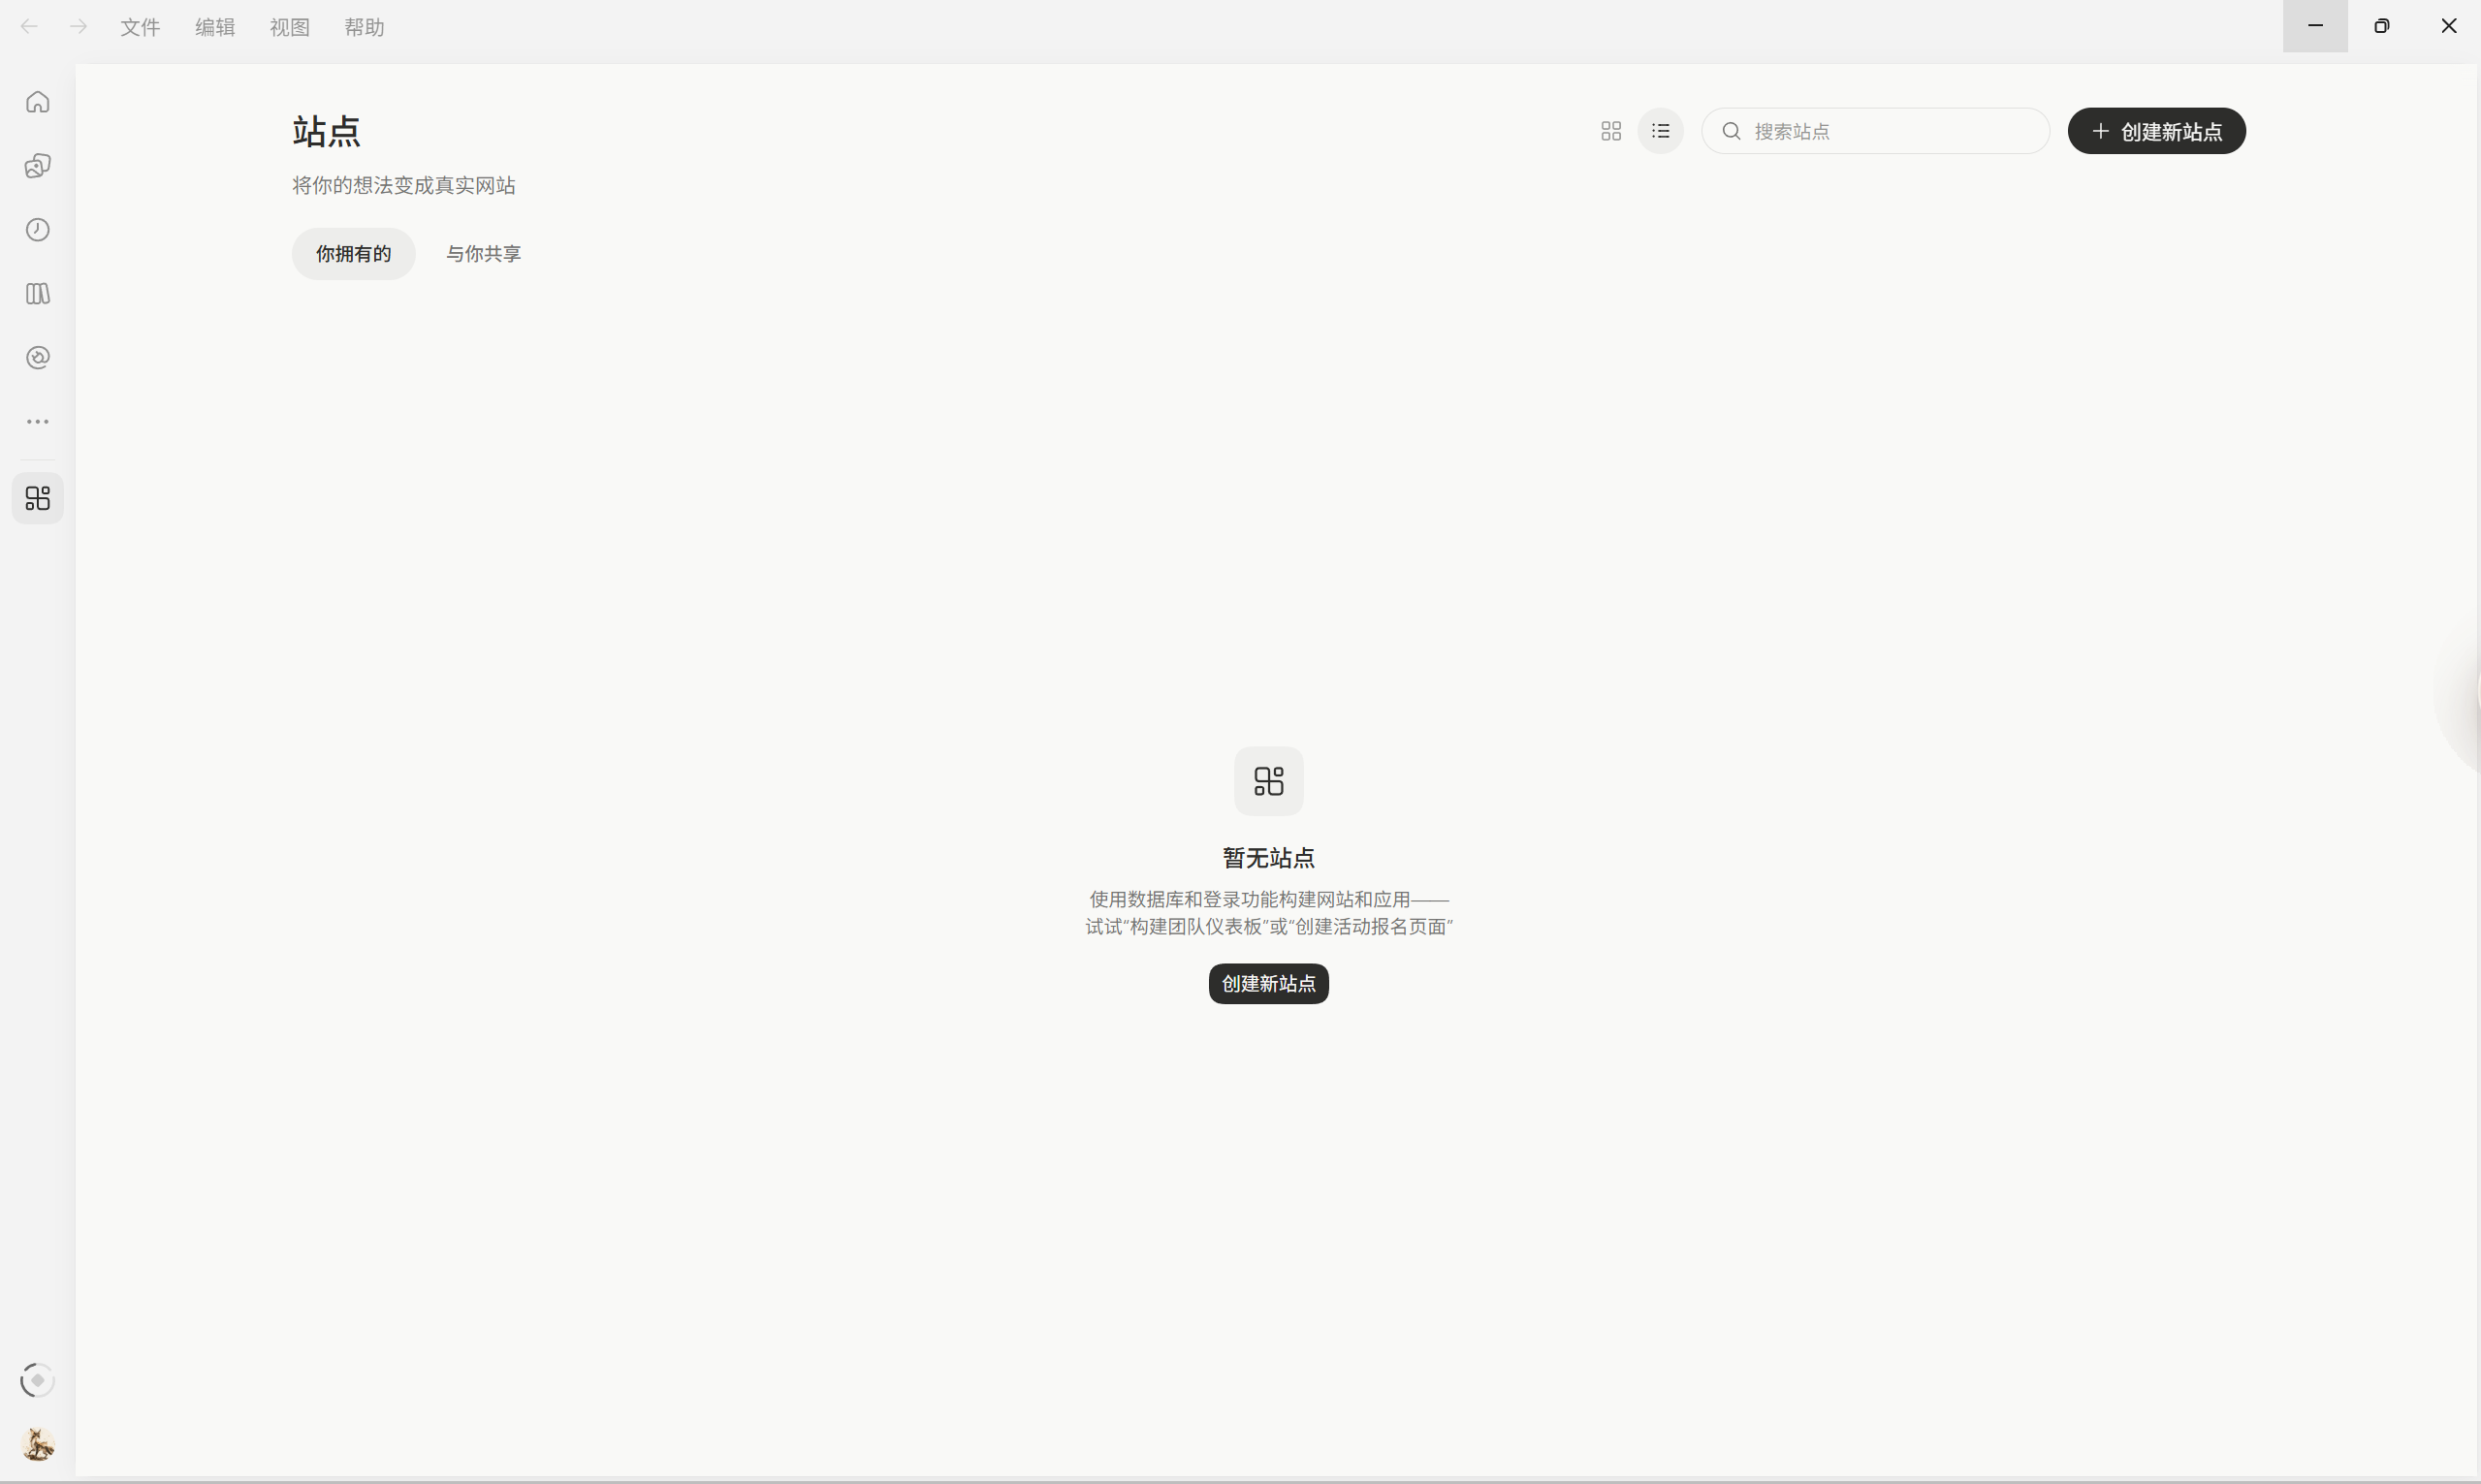 文件 编辑 视图 帮助
站点
搜索站点
创建新站点
将你的想法变成真实网站
你拥有的 与你共享
暂无站点
使用数据库和登录功能构建网站和应用——
试试“构建团队仪表板”或“创建活动报名页面”
创建新站点